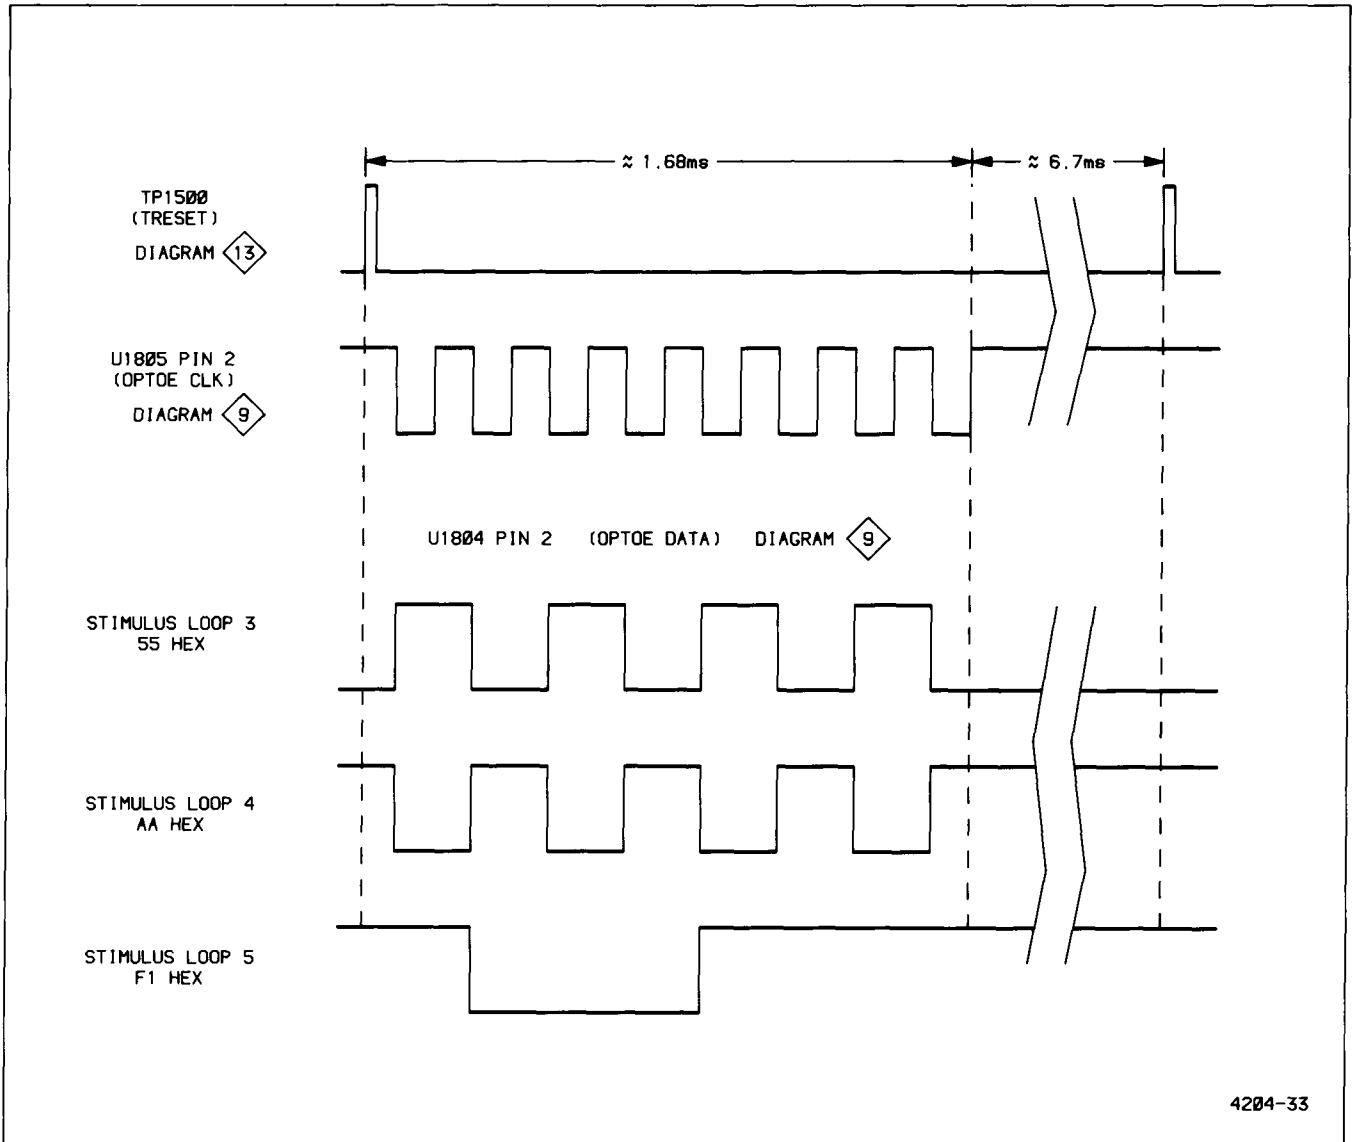 ≈ 1.68ms
≈ 6.7ms
TP1500
(TRESET)
DIAGRAM 13
U1805 PIN 2
(OPTOE CLK)
DIAGRAM 9
U1804 PIN 2 (OPTOE DATA) DIAGRAM 9
STIMULUS LOOP 3
55 HEX
STIMULUS LOOP 4
AA HEX
STIMULUS LOOP 5
F1 HEX
4204-33